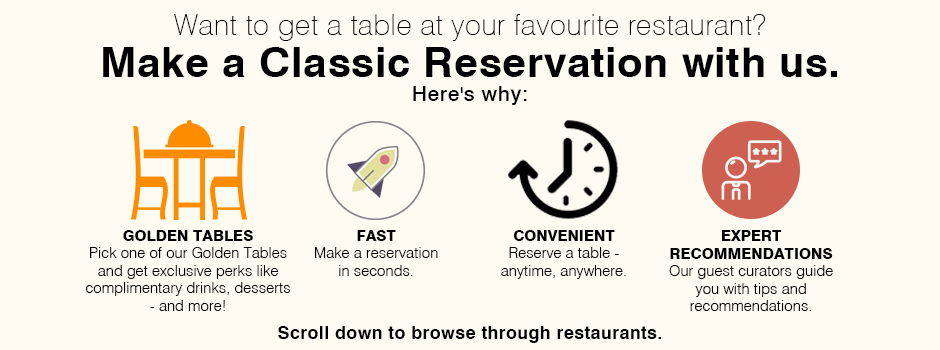 Want to get a table at your favourite restaurant?
Make a Classic Reservation with us.
Here's why:
GOLDEN TABLES
Pick one of our Golden Tables
and get exclusive perks like
complimentary drinks, desserts
- and more!
FAST
Make a reservation
in seconds.
CONVENIENT
Reserve a table -
anytime, anywhere.
EXPERT
RECOMMENDATIONS
Our guest curators guide
you with tips and
recommendations.
Scroll down to browse through restaurants.